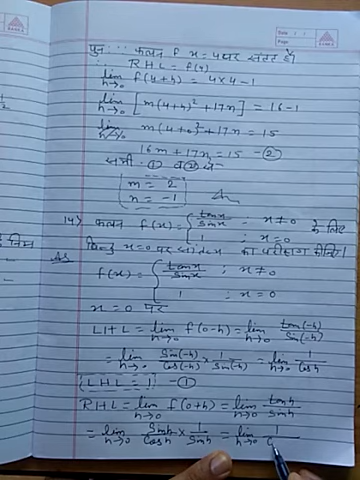 पुनः ∵ फलन f x = 4 पर सतत है।
∴ RHL = f(4)
lim h→0 f(4+h) = 4×4-1
lim h→0 [m(4+h)² + 17n] = 16-1
m(4+0)² + 17n = 15
16m + 17n = 15 -②
समी. ① व ② से
m = 2
n = -1
14) फलन f(x) = { tanx/sinx ; x≠0
1 ; x=0 के लिए
बिन्दु x=0 पर सांतत्य का परीक्षण कीजिए।
Ans
f(x) = { tanx/sinx ; x≠0
1 ; x=0
x=0 पर
LHL = lim h→0 f(0-h) = lim h→0 tan(-h)/sin(-h)
= lim h→0 sin(-h)/cos(-h) × 1/sin(-h) = lim h→0 1/cosh
LHL = 1 -①
RHL = lim h→0 f(0+h) = lim h→0 tanh/sinh
= lim h→0 sinh/cosh × 1/sinh = lim h→0 1/c